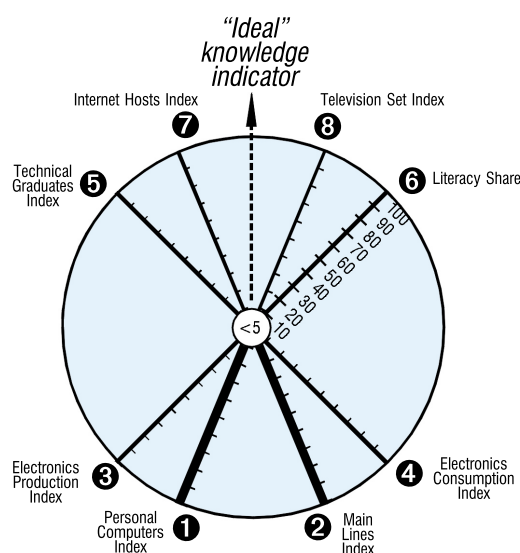 “Ideal”
knowledge
indicator
Internet Hosts Index
7
8
Television Set Index
Technical
Graduates
Index
5
6
Literacy Share
100
90
80
70
60
50
40
30
20
10
<5
Electronics
Production
Index
3
4
Electronics
Consumption
Index
Personal
Computers
Index
1
2
Main
Lines
Index